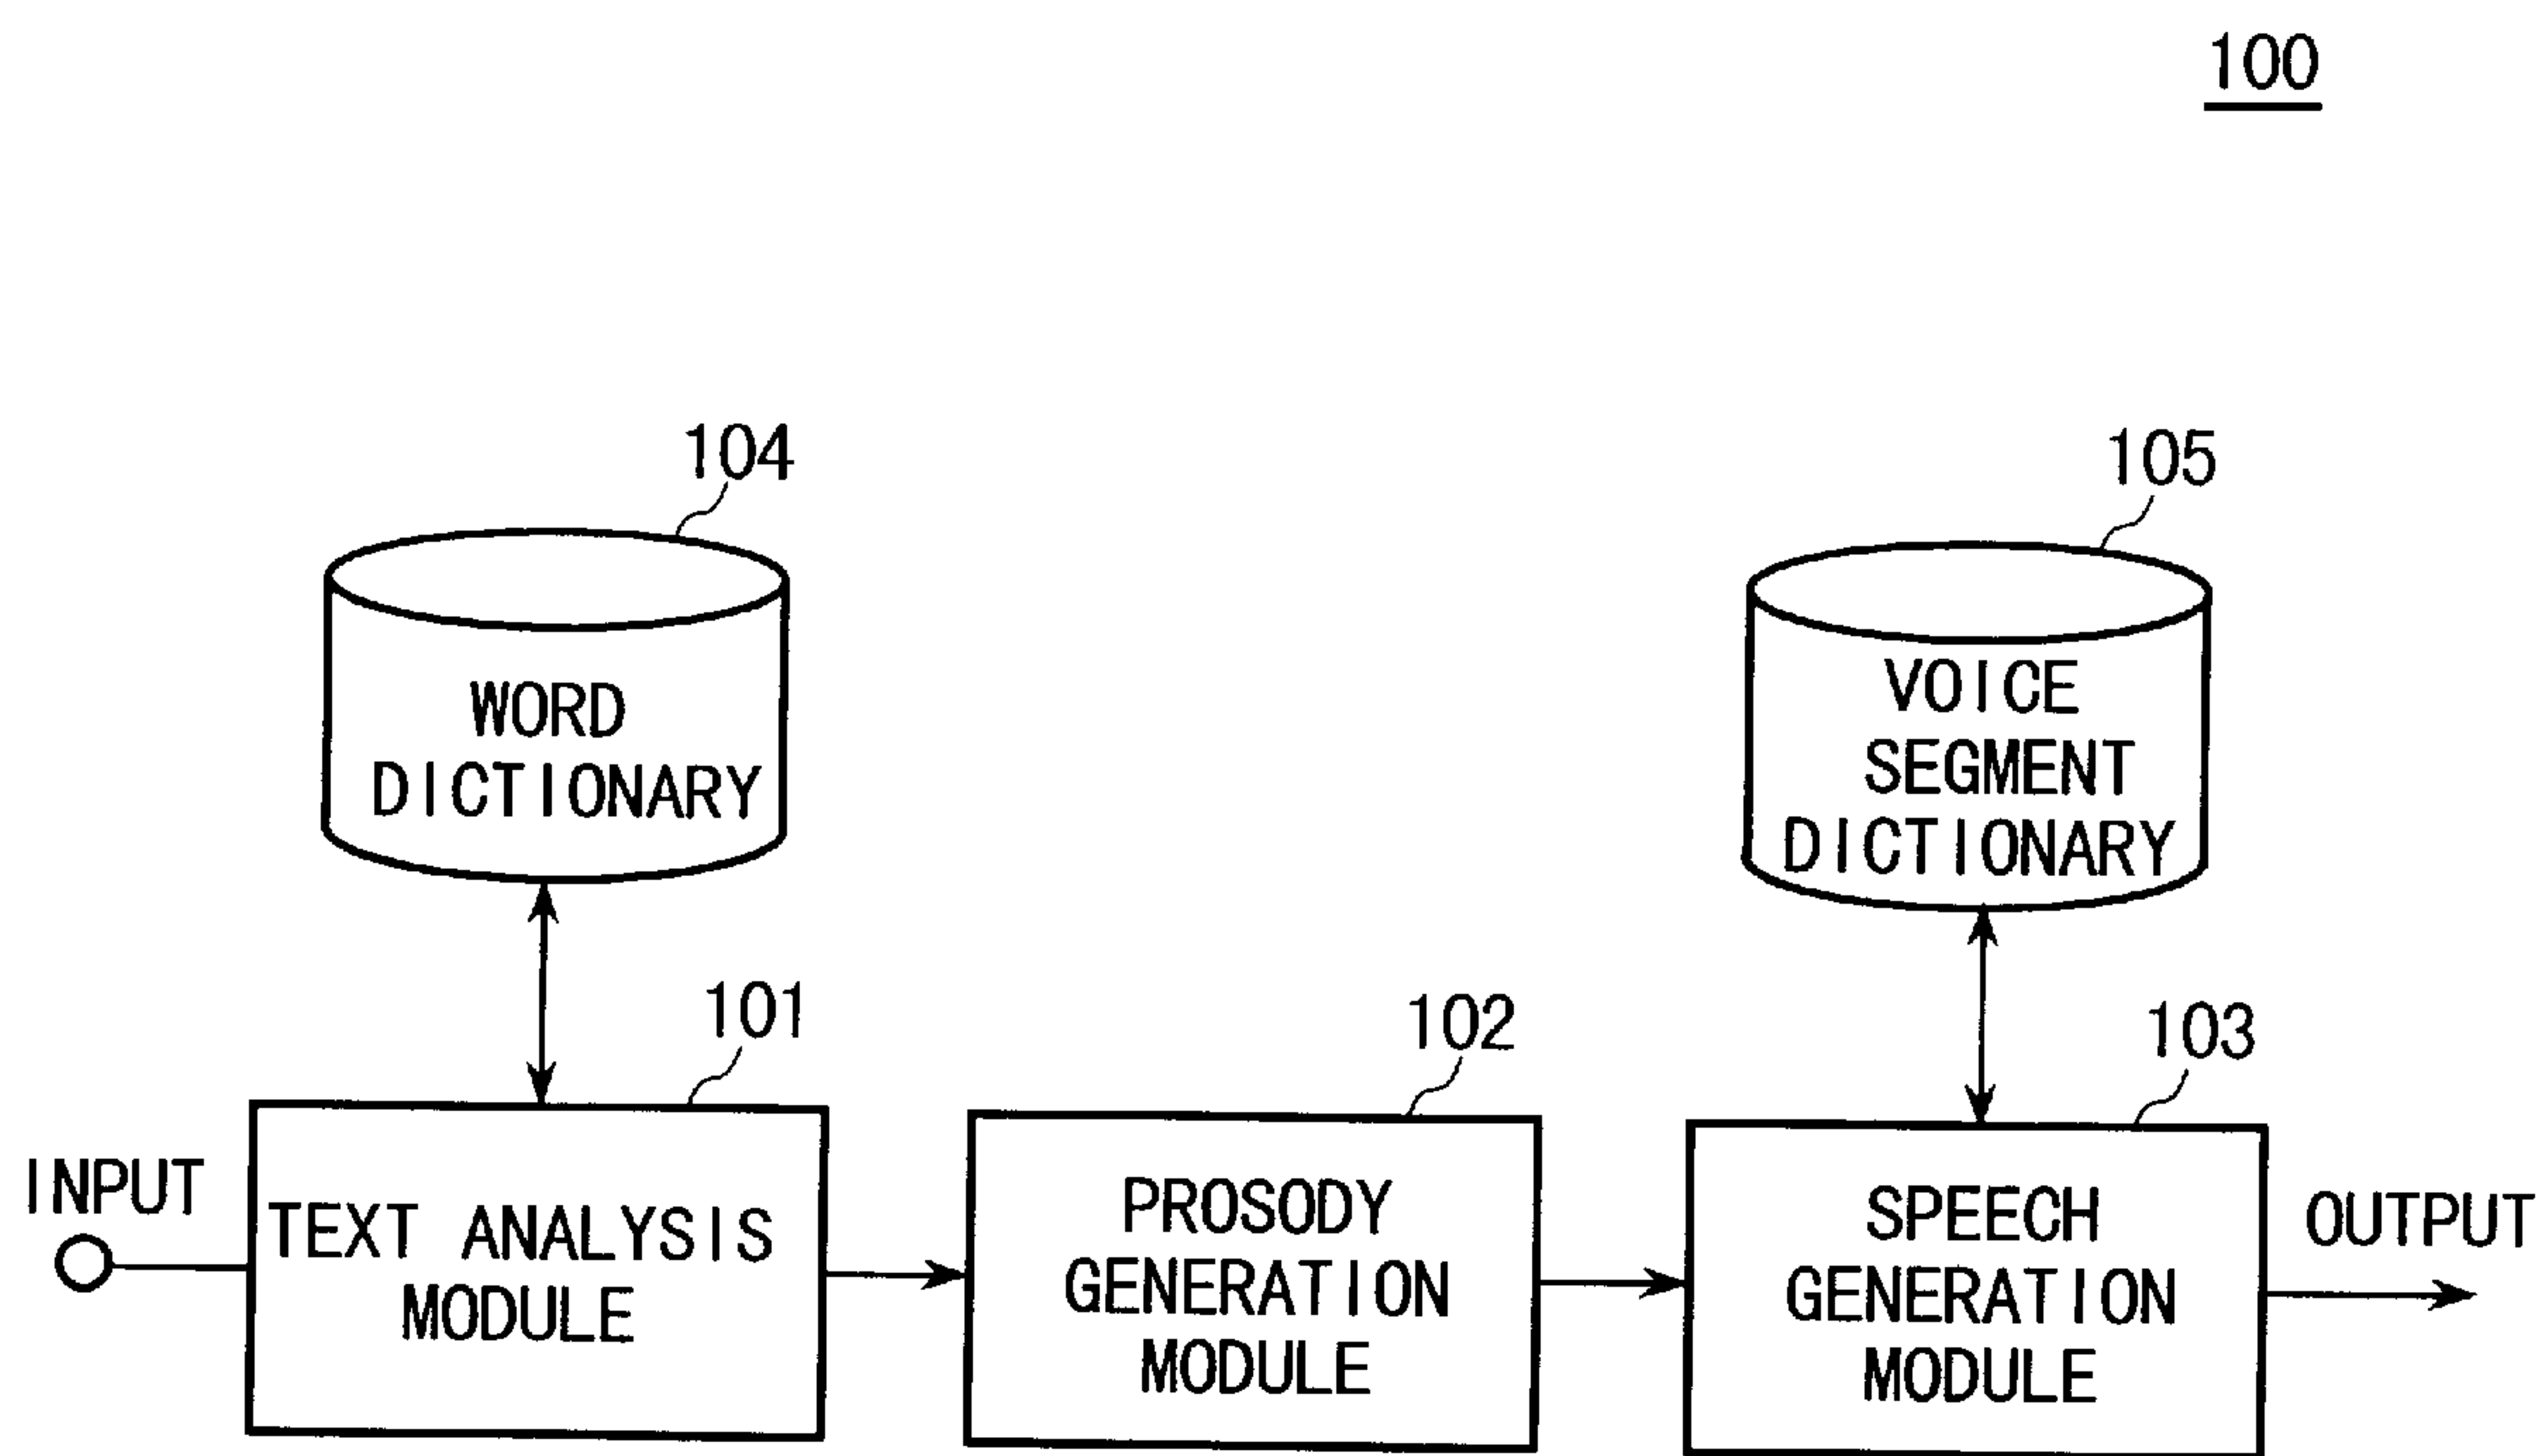 100
104
WORD
DICTIONARY
105
VOICE
SEGMENT
DICTIONARY
101
102
103
INPUT
TEXT ANALYSIS
MODULE
PROSODY
GENERATION
MODULE
SPEECH
GENERATION
MODULE
OUTPUT